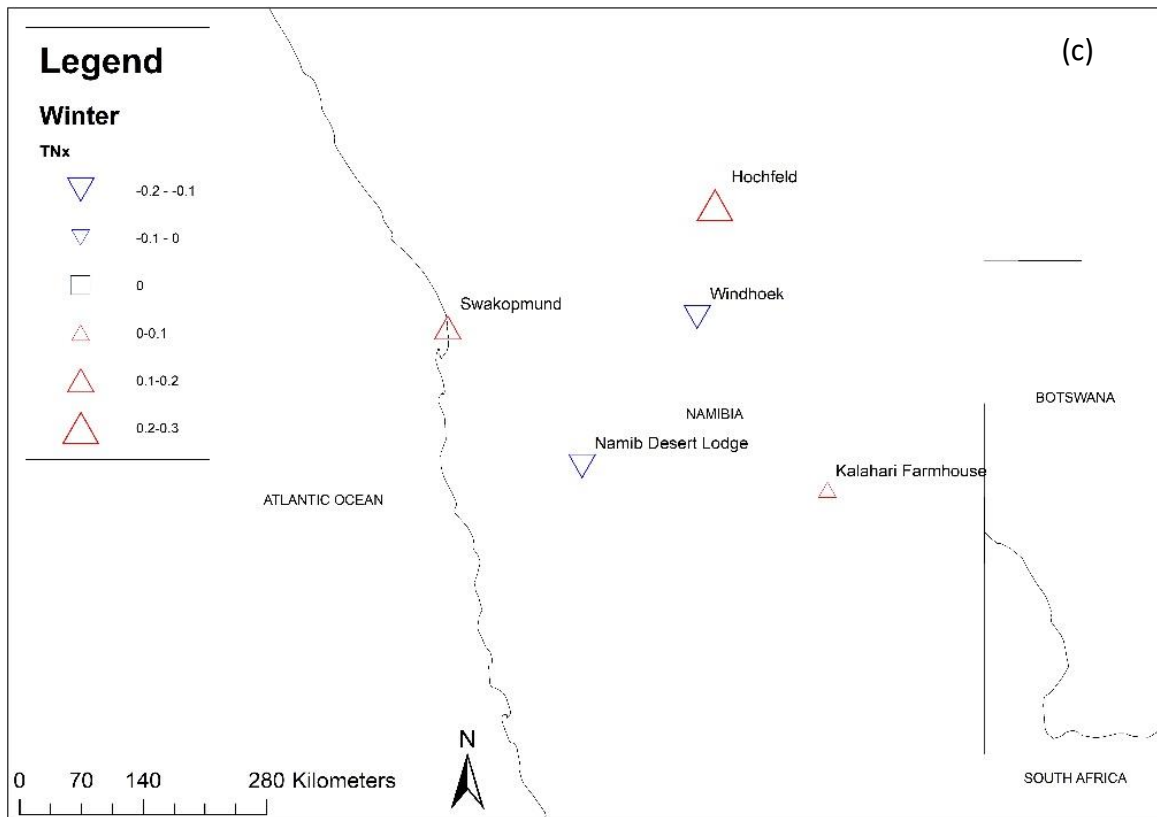 (c)
Legend
Winter
TNx
-0.2 - -0.1
-0.1 - 0
0
0-0.1
0.1-0.2
0.2-0.3
Hochfeld
Windhoek
Swakopmund
NAMIBIA
BOTSWANA
Namib Desert Lodge
Kalahari Farmhouse
ATLANTIC OCEAN
N
0 70 140 280 Kilometers
SOUTH AFRICA